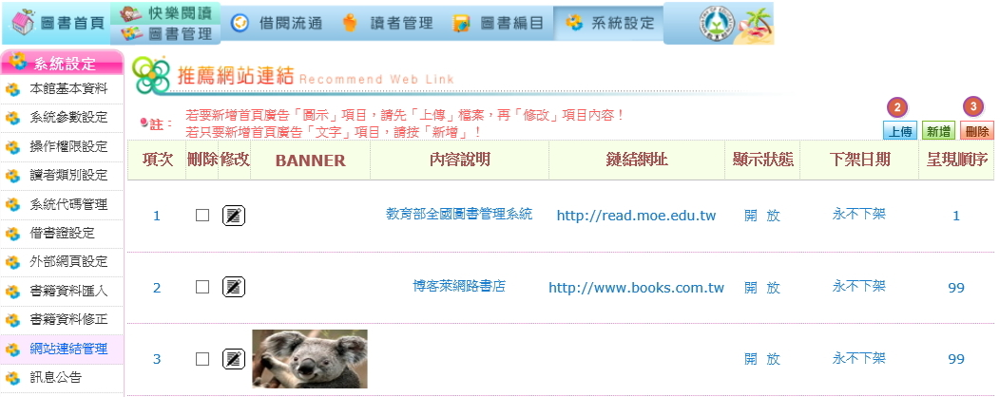 圖書首頁
快樂閱讀
圖書管理
借閱流通
讀者管理
圖書編目
系統設定
系統設定
本館基本資料
系統參數設定
操作權限設定
讀者類別設定
系統代碼管理
借書證設定
外部網頁設定
書籍資料匯入
書籍資料修正
網站連結管理
訊息公告
推薦網站連結 Recommend Web Link
註： 若要新增首頁廣告「圖示」項目，請先「上傳」檔案，再「修改」項目內容！
若只要新增首頁廣告「文字」項目，請按「新增」！
2 3
上傳 新增 刪除
項次 刪除 修改 BANNER 內容說明 鏈結網址 顯示狀態 下架日期 呈現順序
1 教育部全國圖書管理系統 http://read.moe.edu.tw 開 放 永不下架 1
2 博客萊網路書店 http://www.books.com.tw 開 放 永不下架 99
3 開 放 永不下架 99